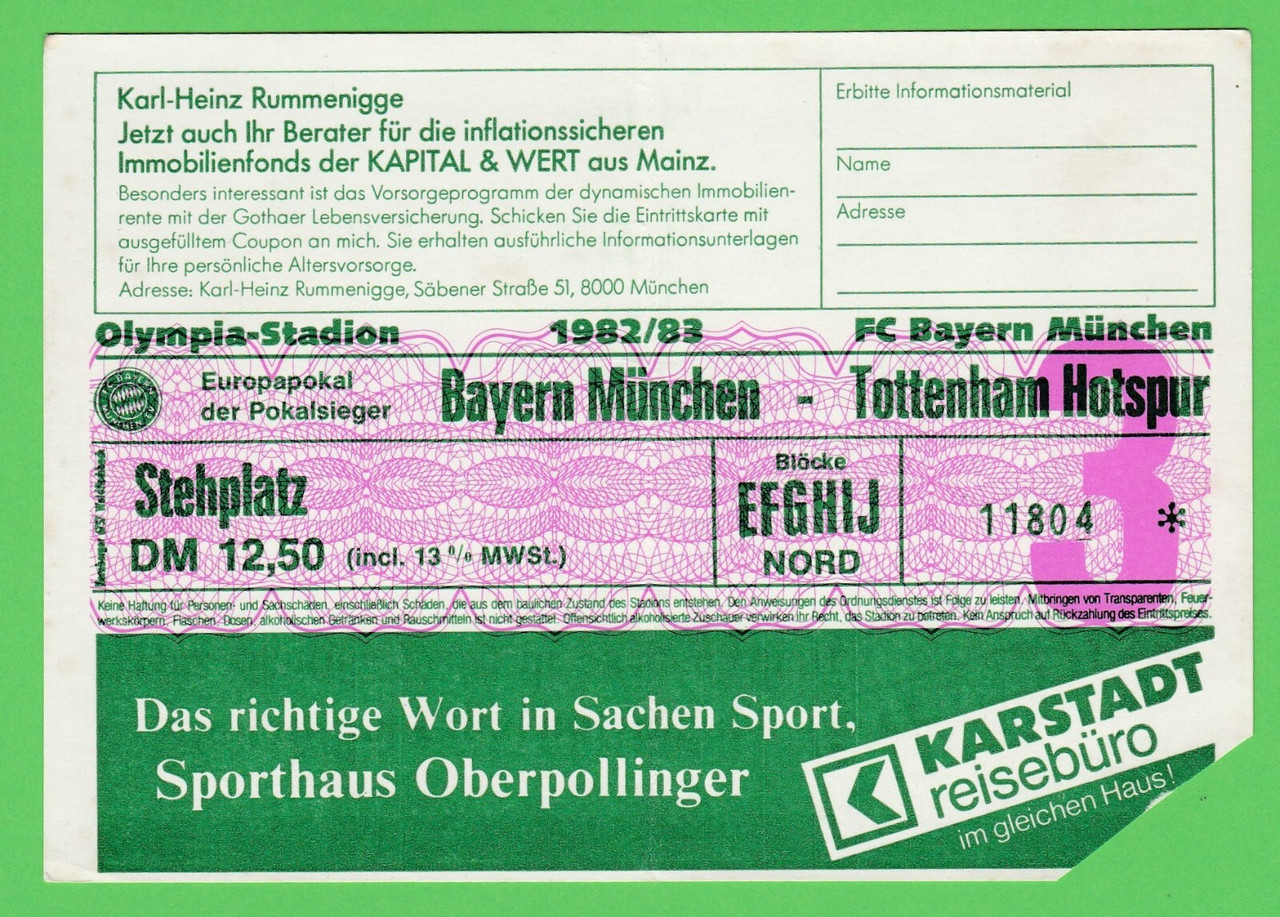 Karl-Heinz Rummenigge
Jetzt auch Ihr Berater für die inflationssicheren
Immobilienfonds der KAPITAL & WERT aus Mainz.
Besonders interessant ist das Vorsorgeprogramm der dynamischen Immobilien-
rente mit der Gothaer Lebensversicherung. Schicken Sie die Eintrittskarte mit
ausgefülltem Coupon an mich. Sie erhalten ausführliche Informationsunterlagen
für Ihre persönliche Altersvorsorge.
Adresse: Karl-Heinz Rummenigge, Säbener Straße 51, 8000 München
Erbitte Informationsmaterial
Name
Adresse
Olympia-Stadion 1982/83 FC Bayern München
Europapokal
der Pokalsieger
Bayern München - Tottenham Hotspur
3
Stehplatz
DM 12,50 (incl. 13 % MWSt.)
Blöcke
EFGHIJ
NORD
11804 *
Keine Haftung für Personen- und Sachschäden, einschließlich Schäden, die aus dem baulichen Zustand des Stadions entstehen. Den Anweisungen des Ordnungsdienstes ist Folge zu leisten. Mitbringen von Transparenten, Feuer-
werkskörpern, Flaschen, Dosen, alkoholischen Getränken und Rauschmitteln ist nicht gestattet. Offensichtlich alkoholisierte Zuschauer verwirken ihr Recht, das Stadion zu betreten. Kein Anspruch auf Rückzahlung des Eintrittspreises.
Das richtige Wort in Sachen Sport,
Sporthaus Oberpollinger
KARSTADT
reisebüro
im gleichen Haus!